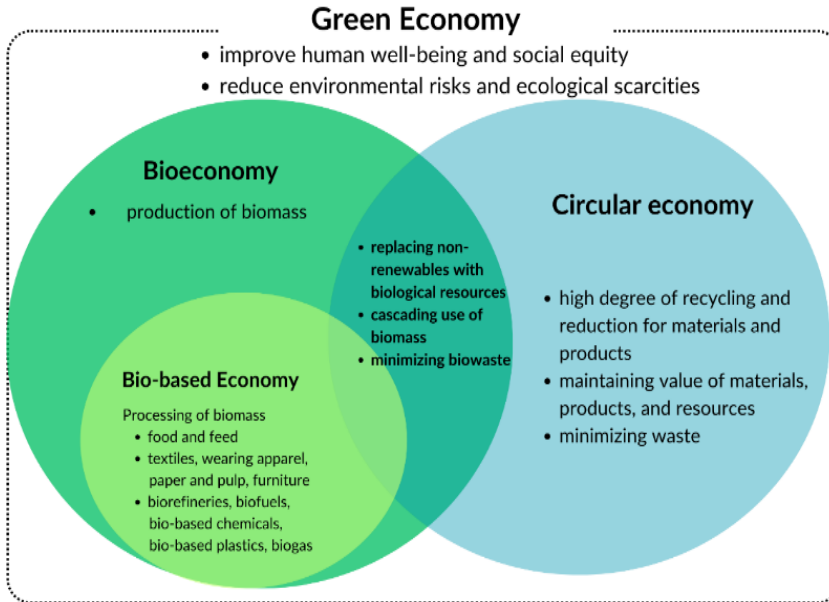 Green Economy
• improve human well-being and social equity
• reduce environmental risks and ecological scarcities
Bioeconomy
• production of biomass
Circular economy
• replacing non-
renewables with
biological resources
• cascading use of
biomass
• minimizing biowaste
• high degree of recycling and
reduction for materials and
products
• maintaining value of materials,
products, and resources
• minimizing waste
Bio-based Economy
Processing of biomass
• food and feed
• textiles, wearing apparel,
paper and pulp, furniture
• biorefineries, biofuels,
bio-based chemicals,
bio-based plastics, biogas